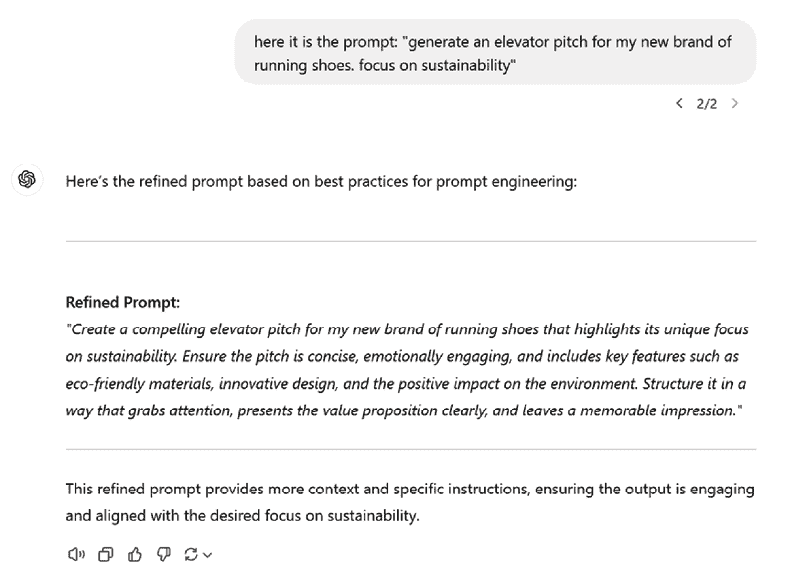 here it is the prompt: "generate an elevator pitch for my new brand of
running shoes. focus on sustainability"
2/2
Here's the refined prompt based on best practices for prompt engineering:
Refined Prompt:
"Create a compelling elevator pitch for my new brand of running shoes that highlights its unique focus
on sustainability. Ensure the pitch is concise, emotionally engaging, and includes key features such as
eco-friendly materials, innovative design, and the positive impact on the environment. Structure it in a
way that grabs attention, presents the value proposition clearly, and leaves a memorable impression."
This refined prompt provides more context and specific instructions, ensuring the output is engaging
and aligned with the desired focus on sustainability.